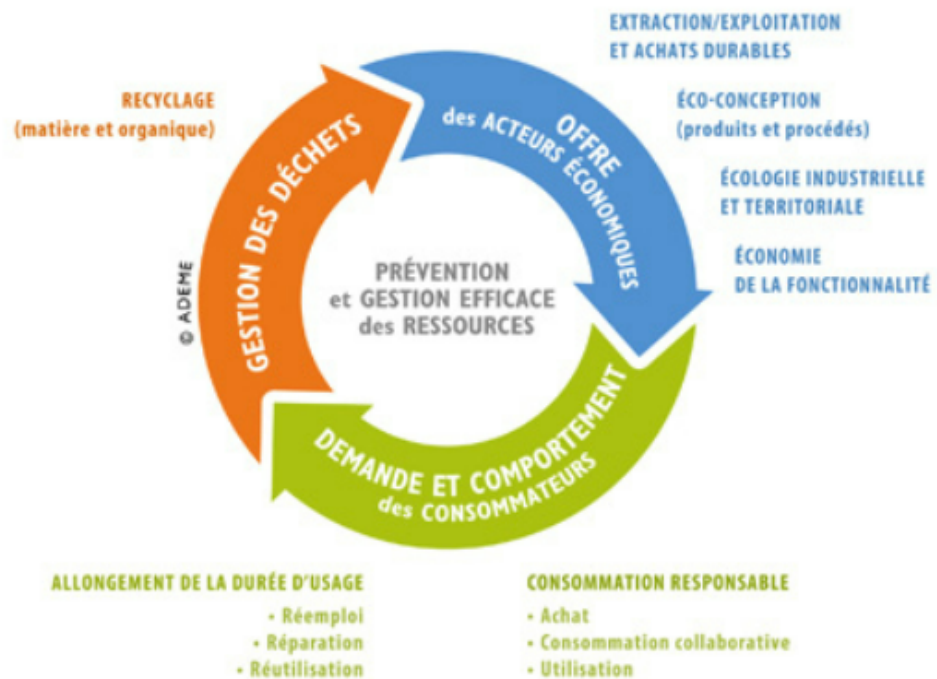 EXTRACTION/EXPLOITATION
ET ACHATS DURABLES
ÉCO-CONCEPTION
(produits et procédés)
ÉCOLOGIE INDUSTRIELLE
ET TERRITORIALE
ÉCONOMIE
DE LA FONCTIONNALITÉ
RECYCLAGE
(matière et organique)
OFFRE
des ACTEURS ÉCONOMIQUES
GESTION DES DÉCHETS
PRÉVENTION
et GESTION EFFICACE
des RESSOURCES
© ADEME
DEMANDE ET COMPORTEMENT
des CONSOMMATEURS
ALLONGEMENT DE LA DURÉE D'USAGE
• Réemploi
• Réparation
• Réutilisation
CONSOMMATION RESPONSABLE
• Achat
• Consommation collaborative
• Utilisation